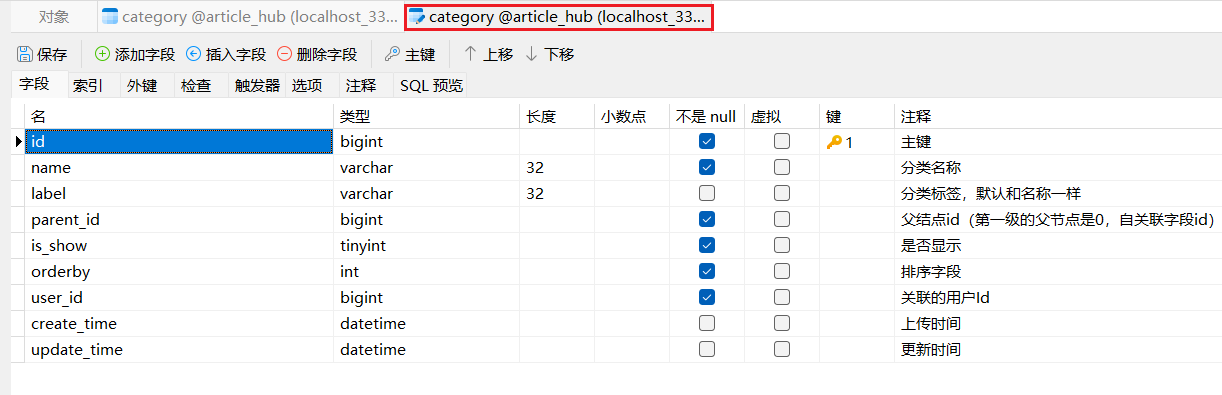 对象 category @article_hub (localhost_33... category @article_hub (localhost_33...
保存 添加字段 插入字段 删除字段 主键 上移 下移
字段 索引 外键 检查 触发器 选项 注释 SQL 预览
名 类型 长度 小数点 不是 null 虚拟 键 注释
id bigint 1 主键
name varchar 32 分类名称
label varchar 32 分类标签，默认和名称一样
parent_id bigint 父结点id（第一级的父节点是0，自关联字段id）
is_show tinyint 是否显示
orderby int 排序字段
user_id bigint 关联的用户Id
create_time datetime 上传时间
update_time datetime 更新时间